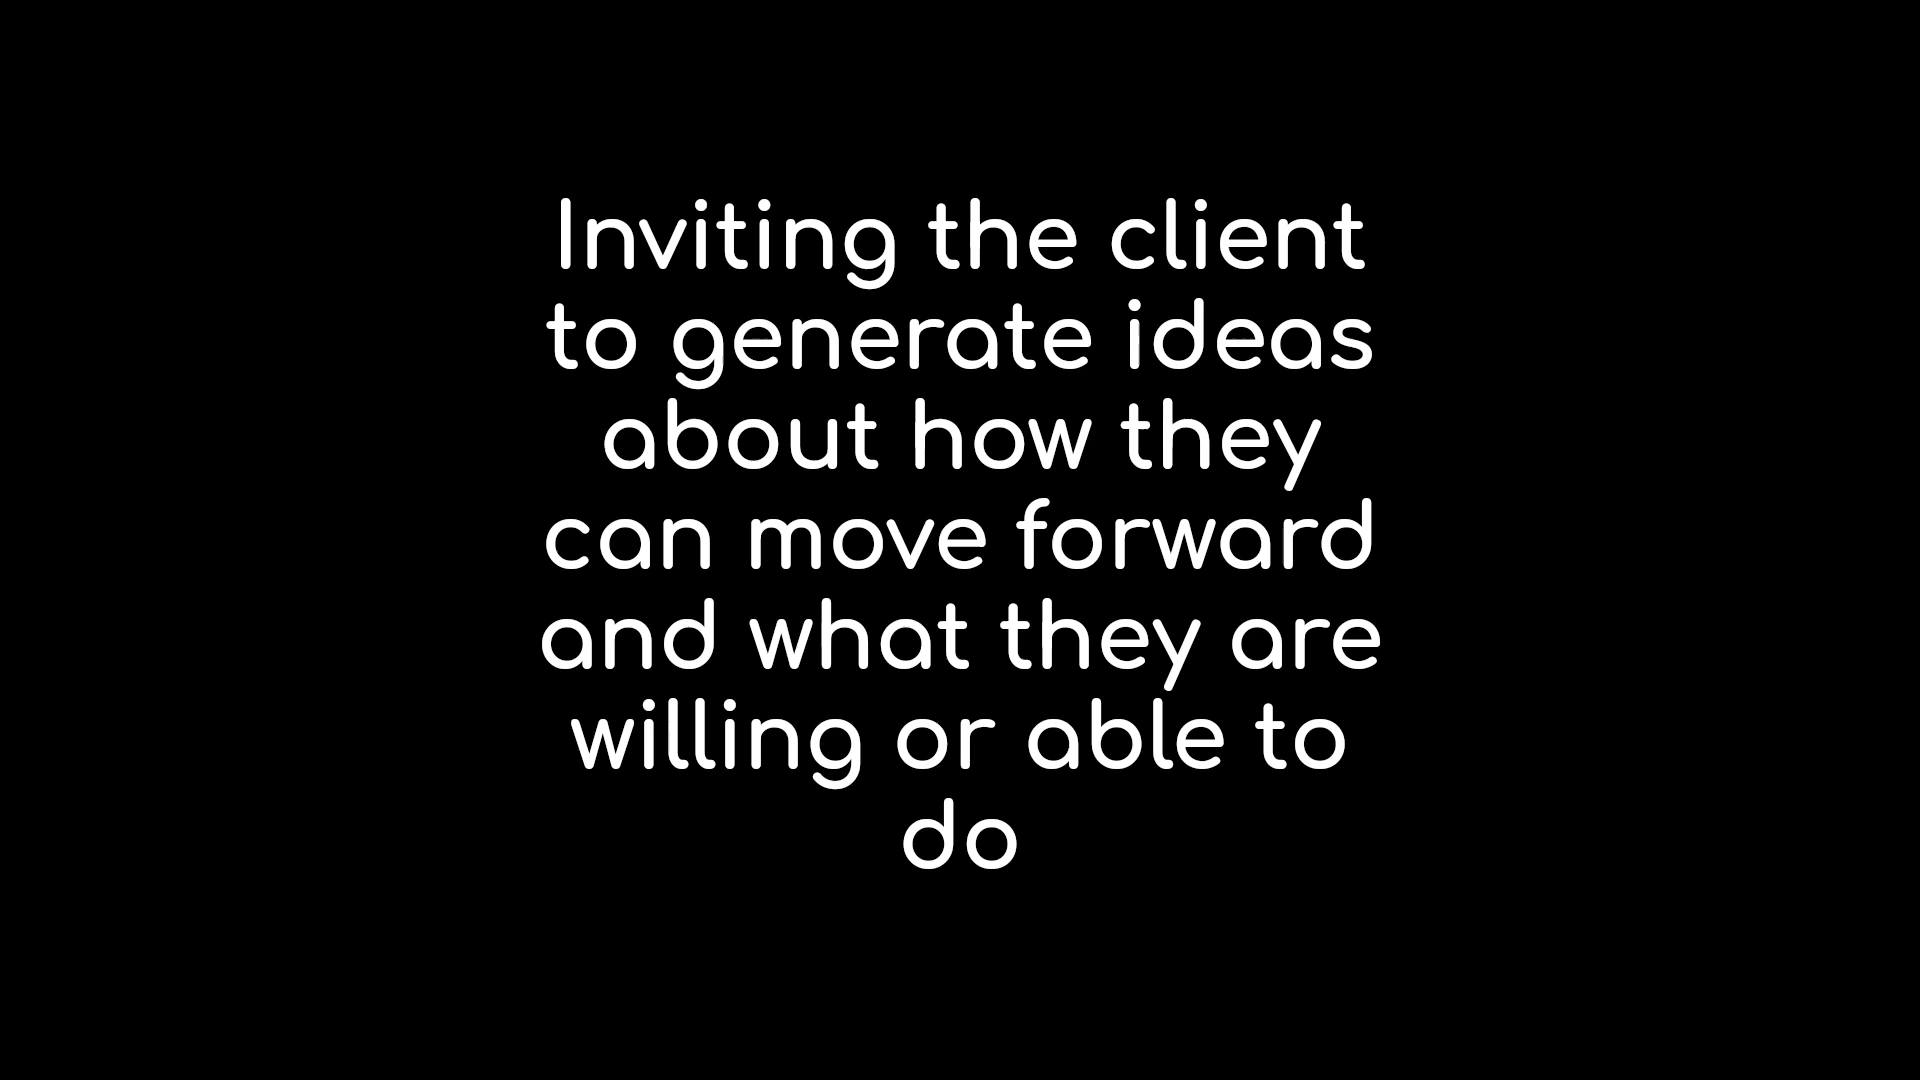 Inviting the client
to generate ideas
about how they
can move forward
and what they are
willing or able to
do